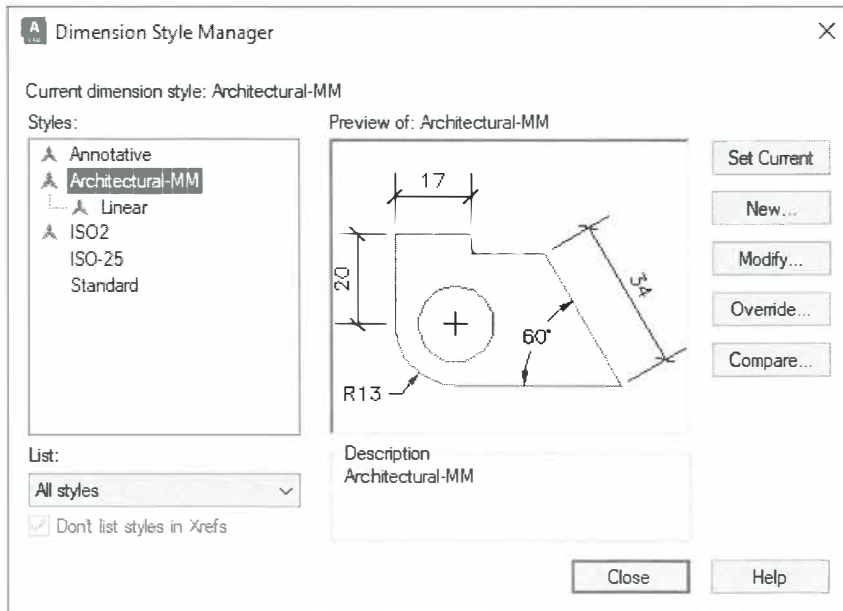 Dimension Style Manager
Current dimension style: Architectural-MM
Styles:
Annotative
Architectural-MM
Linear
ISO2
ISO-25
Standard
Preview of: Architectural-MM
17
20
34
60°
R13
Set Current
New...
Modify...
Override...
Compare...
List:
All styles
Don't list styles in Xrefs
Description
Architectural-MM
Close
Help